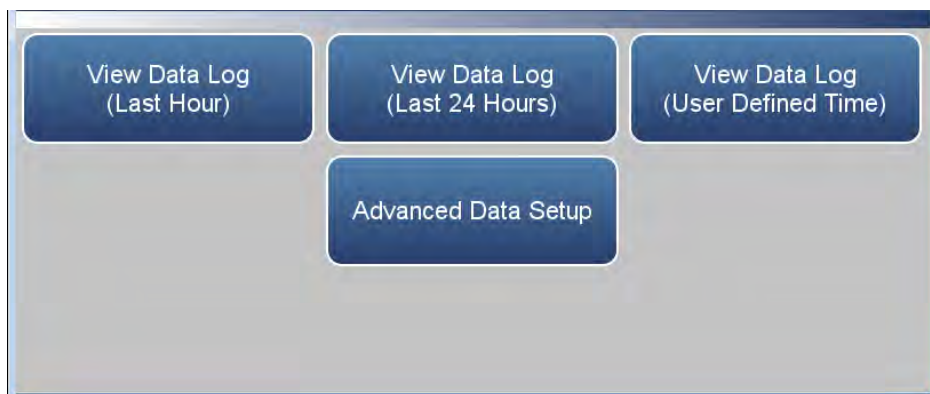 View Data Log
(Last Hour)
View Data Log
(Last 24 Hours)
View Data Log
(User Defined Time)
Advanced Data Setup